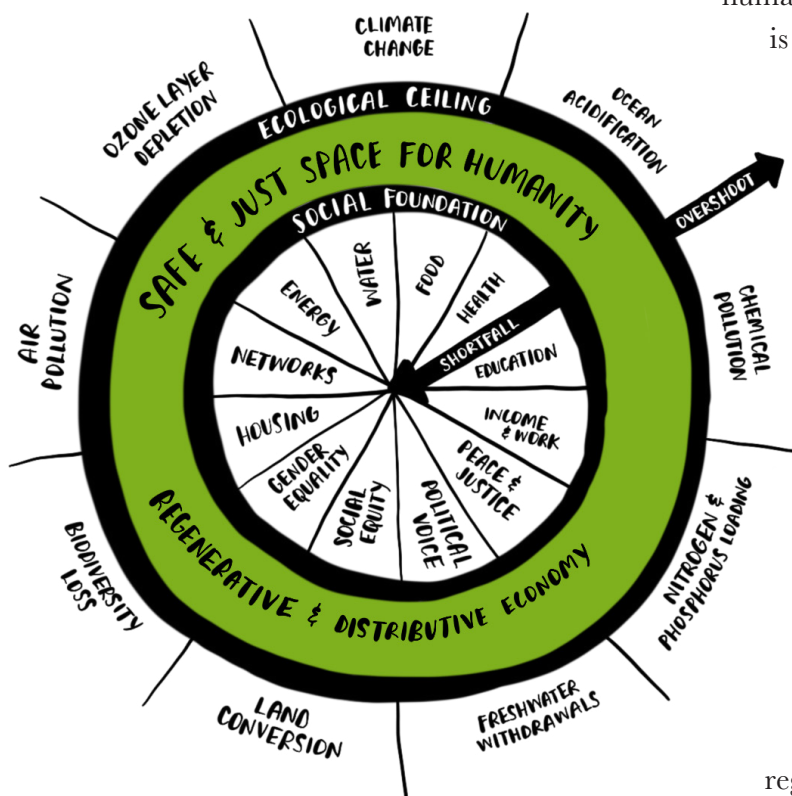 huma
is
CLIMATE
CHANGE
OZONE LAYER
DEPLETION
OCEAN
ACIDIFICATION
ECOLOGICAL CEILING
OVERSHOOT
SAFE & JUST SPACE FOR HUMANITY
SOCIAL FOUNDATION
WATER
FOOD
ENERGY
HEALTH
AIR
POLLUTION
CHEMICAL
POLLUTION
NETWORKS
SHORTFALL
EDUCATION
HOUSING
INCOME
& WORK
GENDER
EQUALITY
PEACE &
JUSTICE
SOCIAL
EQUITY
POLITICAL
VOICE
REGENERATIVE & DISTRIBUTIVE ECONOMY
BIODIVERSITY
LOSS
NITROGEN &
PHOSPHORUS LOADING
LAND
CONVERSION
FRESHWATER
WITHDRAWALS
reg